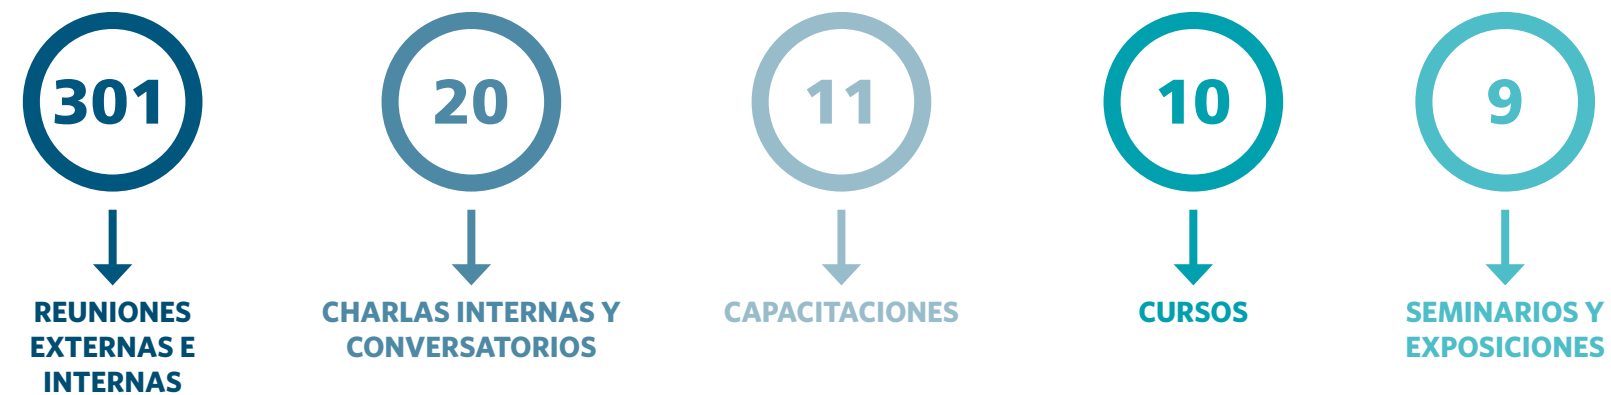 301
REUNIONES
EXTERNAS E
INTERNAS
20
CHARLAS INTERNAS Y
CONVERSATORIOS
11
CAPACITACIONES
10
CURSOS
9
SEMINARIOS Y
EXPOSICIONES